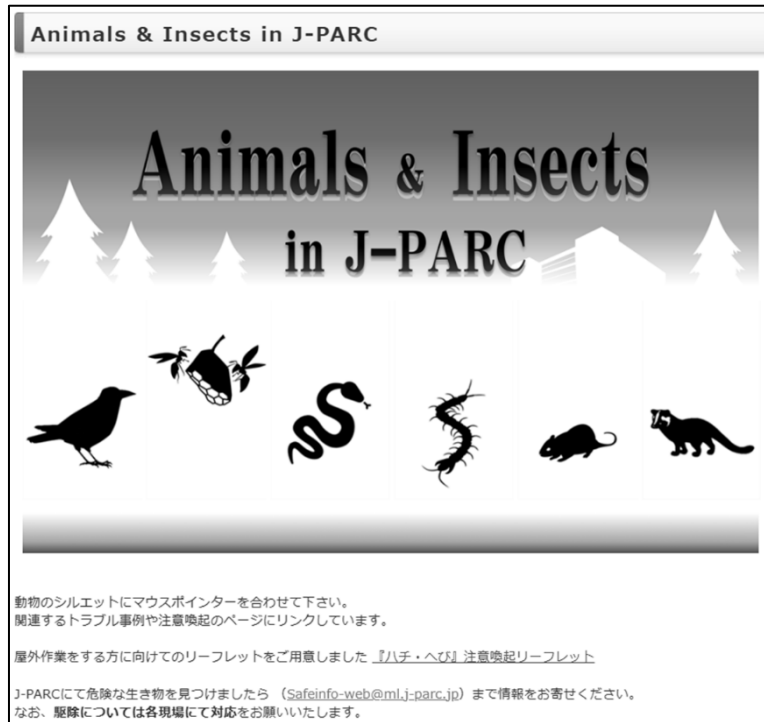 Animals & Insects in J-PARC
Animals & Insects
in J-PARC
動物のシルエットにマウスポインターを合わせて下さい。
関連するトラブル事例や注意喚起のページにリンクしています。
屋外作業をする方に向けてのリーフレットをご用意しました 『ハチ・へび』注意喚起リーフレット
J-PARCにて危険な生き物を見つけましたら （Safeinfo-web@ml.j-parc.jp）まで情報をお寄せください。
なお、駆除については各現場にて対応をお願いいたします。